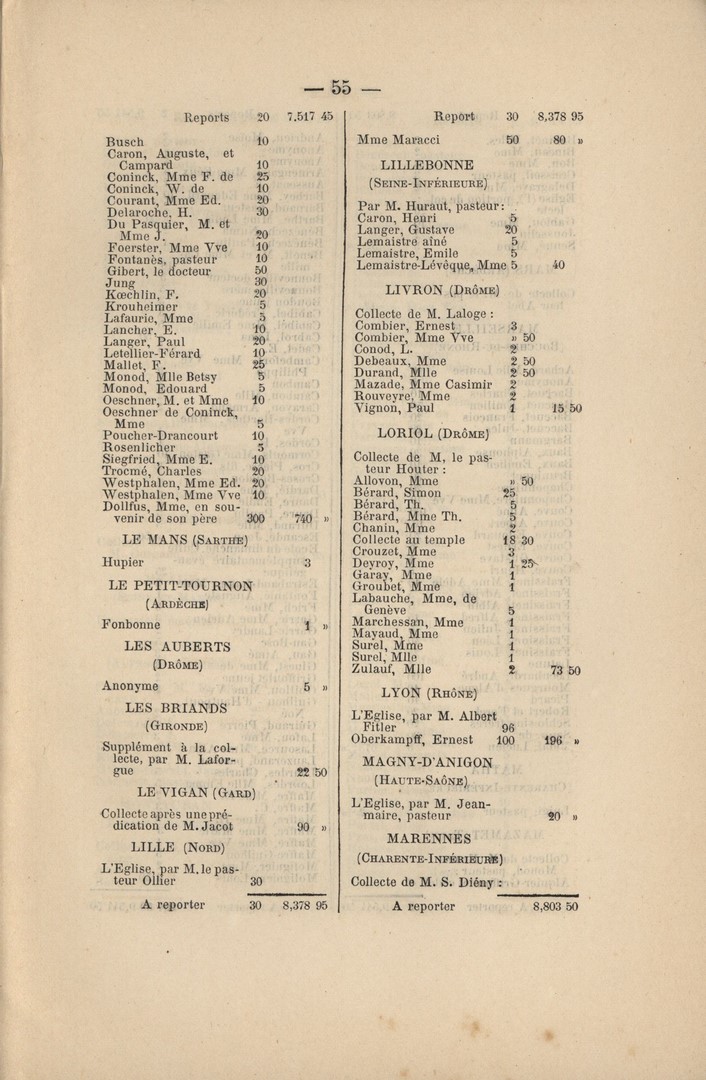 — 55 —
Reports 20 7.517 45
Busch 10
Caron, Auguste, et
Campard 10
Coninck, Mme F. de 25
Coninck, W. de 10
Courant, Mme Ed. 20
Delaroche, H. 30
Du Pasquier, M. et
Mme J. 20
Foerster, Mme Vve 10
Fontanès, pasteur 10
Gibert, le docteur 50
Jung 30
Kœchlin, F. 20
Krouheimer 5
Lafaurie, Mme 5
Lancher, E. 10
Langer, Paul 20
Letellier-Férard 10
Mallet, F. 25
Monod, Mlle Betsy 5
Monod, Edouard 5
Oeschner, M. et Mme 10
Oeschner de Coninck,
Mme 5
Poucher-Drancourt 10
Rosenlicher 5
Siegfried, Mme E. 10
Trocmé, Charles 20
Westphalen, Mme Ed. 20
Westphalen, Mme Vve 10
Dollfus, Mme, en sou-
venir de son père 300 740 »
LE MANS (SARTHE)
Hupier 3
LE PETIT-TOURNON
(ARDÈCHE)
Fonbonne 1 »
LES AUBERTS
(DRÔME)
Anonyme 5 »
LES BRIANDS
(GIRONDE)
Supplément à la col-
lecte, par M. Lafor-
gue 22 50
LE VIGAN (GARD)
Collecte après une pré-
dication de M. Jacot 90 »
LILLE (NORD)
L'Eglise, par M. le pas-
teur Ollier 30
A reporter 30 8,378 95
Report 30 8,378 95
Mme Maracci 50 80 »
LILLEBONNE
(SEINE-INFÉRIEURE)
Par M. Huraut, pasteur :
Caron, Henri 5
Langer, Gustave 20
Lemaistre aîné 5
Lemaistre, Emile 5
Lemaistre-Lévêque, Mme 5 40
LIVRON (DRÔME)
Collecte de M. Laloge :
Combier, Ernest 3
Combier, Mme Vve » 50
Conod, L. 2
Debeaux, Mme 2 50
Durand, Mlle 2 50
Mazade, Mme Casimir 2
Rouveyre, Mme 2
Vignon, Paul 1 15 50
LORIOL (DRÔME)
Collecte de M. le pas-
teur Houter :
Allovon, Mme » 50
Bérard, Simon 25
Bérard, Th. 5
Bérard, Mme Th. 5
Chanin, Mme 2
Collecte au temple 18 30
Crouzet, Mme 3
Deyroy, Mme 1 25
Garay, Mme 1
Groubet, Mme 1
Labauche, Mme, de
Genève 5
Marchessan, Mme 1
Mayaud, Mme 1
Surel, Mme 1
Surel, Mlle 1
Zulauf, Mlle 2 73 50
LYON (RHÔNE)
L'Eglise, par M. Albert
Fitler 96
Oberkampff, Ernest 100 196 »
MAGNY-D'ANIGON
(HAUTE-SAÔNE)
L'Eglise, par M. Jean-
maire, pasteur 20 »
MARENNES
(CHARENTE-INFÉRIEURE)
Collecte de M. S. Diény :
A reporter 8,803 50